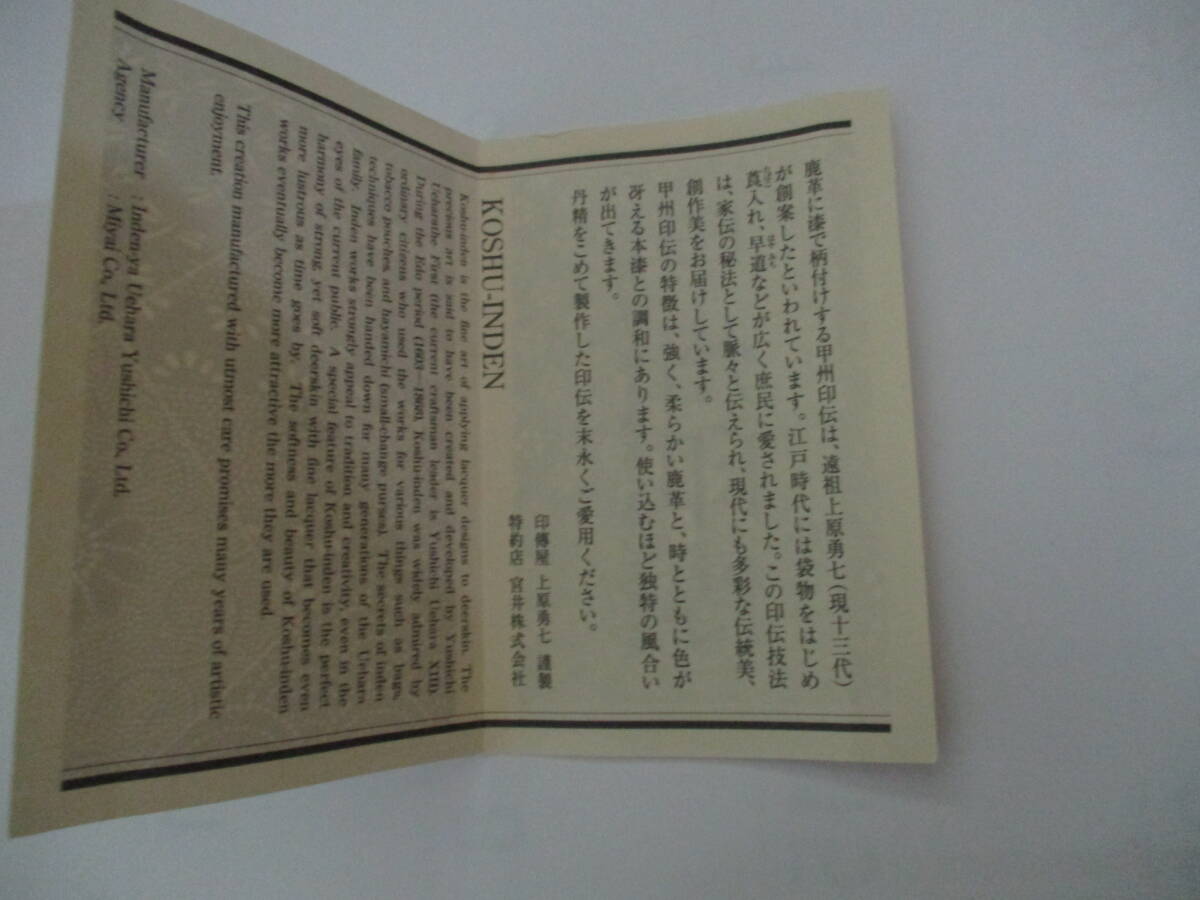 鹿革に漆で柄付けする甲州印伝は、遠祖上原勇七(現十三代)
が創案したといわれています。江戸時代には袋物をはじめ
莨入れ、早道などが広く庶民に愛されました。この印伝技法
は、家伝の秘法として脈々と伝えられ、現代にも多彩な伝統美、
創作美をお届けしています。
甲州印伝の特徴は、強く、柔らかい鹿革と、時とともに色が
冴える本漆との調和にあります。使い込むほど独特の風合い
が出てきます。
丹精をこめて製作した印伝を末永くご愛用ください。
印傳屋 上原勇七 謹製
特約店 宮井株式会社
KOSHU-INDEN
Koshu-inden is the fine art of applying lacquer designs to deerskin. The
precious art is said to have been created and developed by Yushichi
Uehara the First (the current craftsman leader is Yushichi Uehara XIII).
During the Edo period (1603—1868), Koshu-inden was widely admired by
ordinary citizens who used the works for various things such as bags,
tobacco pouches, and hayamichi (small-change purses). The secrets of inden
techniques have been handed down for many generations of the Uehara
family. Inden works strongly appeal to tradition and creativity, even in the
eyes of the current public. A special feature of Koshu-inden is the perfect
harmony of strong yet soft deerskin with fine lacquer that becomes even
more lustrous as time goes by. The softness and beauty of Koshu-inden
works eventually become more attractive the more they are used.
This creation manufactured with utmost care promises many years of artistic
enjoyment.
Manufacturer : Indenya Uehara Yushichi Co., Ltd.
Agency : Miyai Co., Ltd.